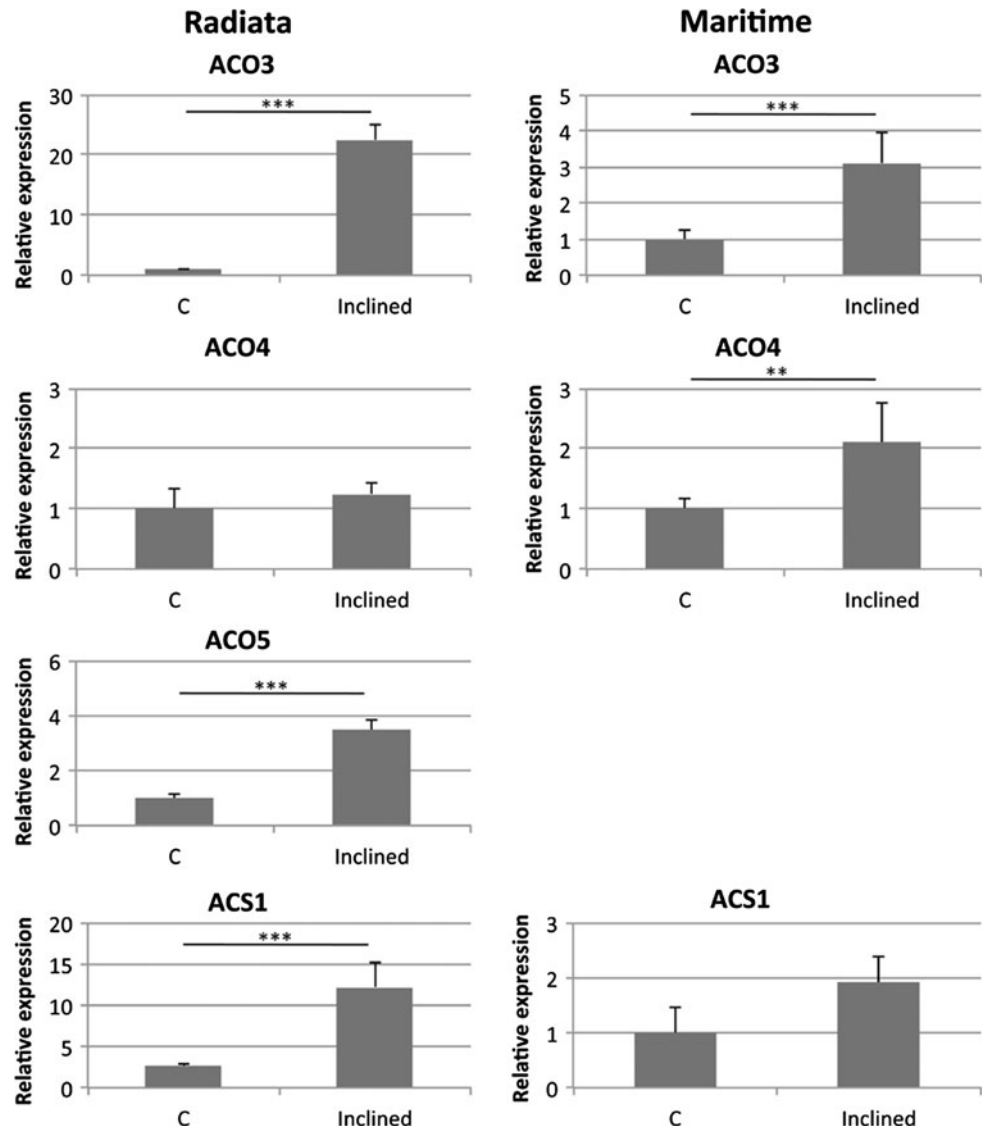 Radiata
Maritime
ACO3
Relative expression
30
20
10
0
***
C
Inclined
ACO3
Relative expression
5
4
3
2
1
0
***
C
Inclined
ACO4
Relative expression
3
2
1
0
C
Inclined
ACO4
Relative expression
3
2
1
0
**
C
Inclined
ACO5
Relative expression
6
4
2
0
***
C
Inclined
ACS1
Relative expression
20
15
10
5
0
***
C
Inclined
ACS1
Relative expression
3
2
1
0
C
Inclined